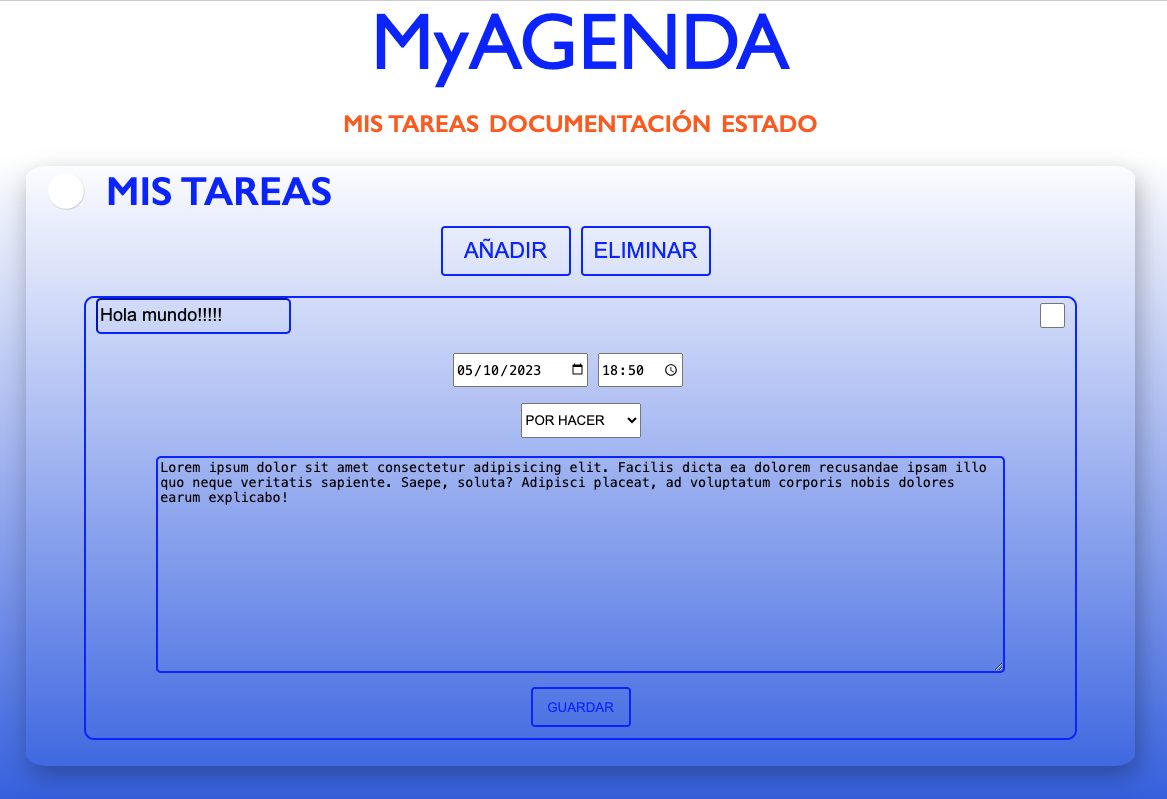 MyAGENDA
MIS TAREAS DOCUMENTACIÓN ESTADO
MIS TAREAS
AÑADIR ELIMINAR
Hola mundo!!!!!
05/10/2023 18:50
POR HACER
Lorem ipsum dolor sit amet consectetur adipisicing elit. Facilis dicta ea dolorem recusandae ipsam illo
quo neque veritatis sapiente. Saepe, soluta? Adipisci placeat, ad voluptatum corporis nobis dolores
earum explicabo!
GUARDAR